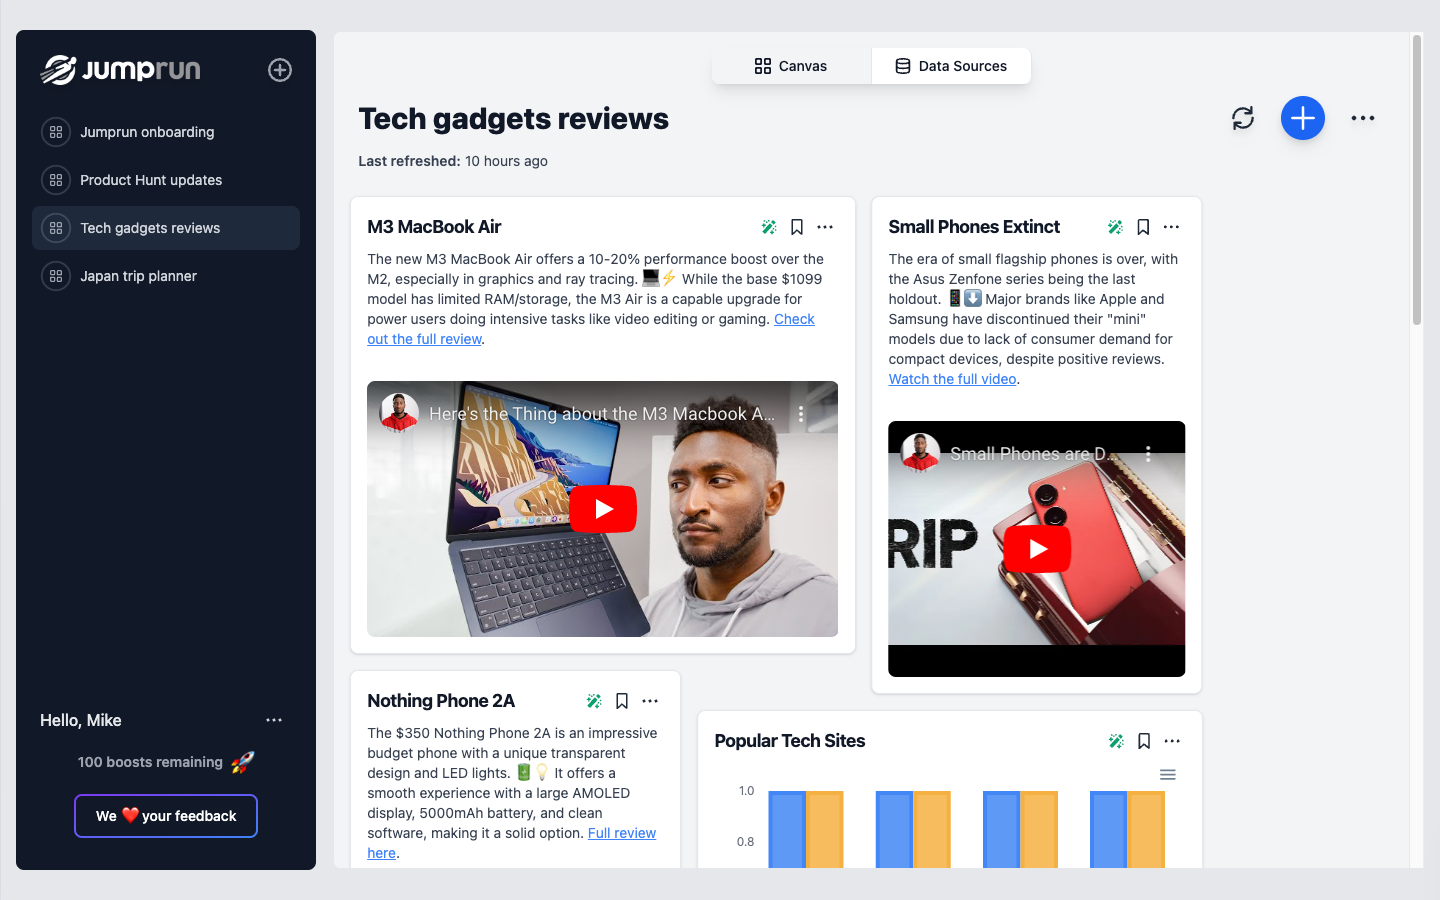 Jumprun
Jumprun onboarding
Product Hunt updates
Tech gadgets reviews
Japan trip planner
Hello, Mike
100 boosts remaining 🚀
We ❤️ your feedback
Canvas
Data Sources
Tech gadgets reviews
Last refreshed: 10 hours ago
M3 MacBook Air
The new M3 MacBook Air offers a 10-20% performance boost over the
M2, especially in graphics and ray tracing. 💻⚡ While the base $1099
model has limited RAM/storage, the M3 Air is a capable upgrade for
power users doing intensive tasks like video editing or gaming. Check
out the full review.
Here's the Thing about the M3 Macbook A...
Small Phones Extinct
The era of small flagship phones is over, with
the Asus Zenfone series being the last
holdout. 📱⬇️ Major brands like Apple and
Samsung have discontinued their "mini"
models due to lack of consumer demand for
compact devices, despite positive reviews.
Watch the full video.
Small Phones are D...
RIP
Nothing Phone 2A
The $350 Nothing Phone 2A is an impressive
budget phone with a unique transparent
design and LED lights. 🔋💡 It offers a
smooth experience with a large AMOLED
display, 5000mAh battery, and clean
software, making it a solid option. Full review
here.
Popular Tech Sites
1.0
0.8